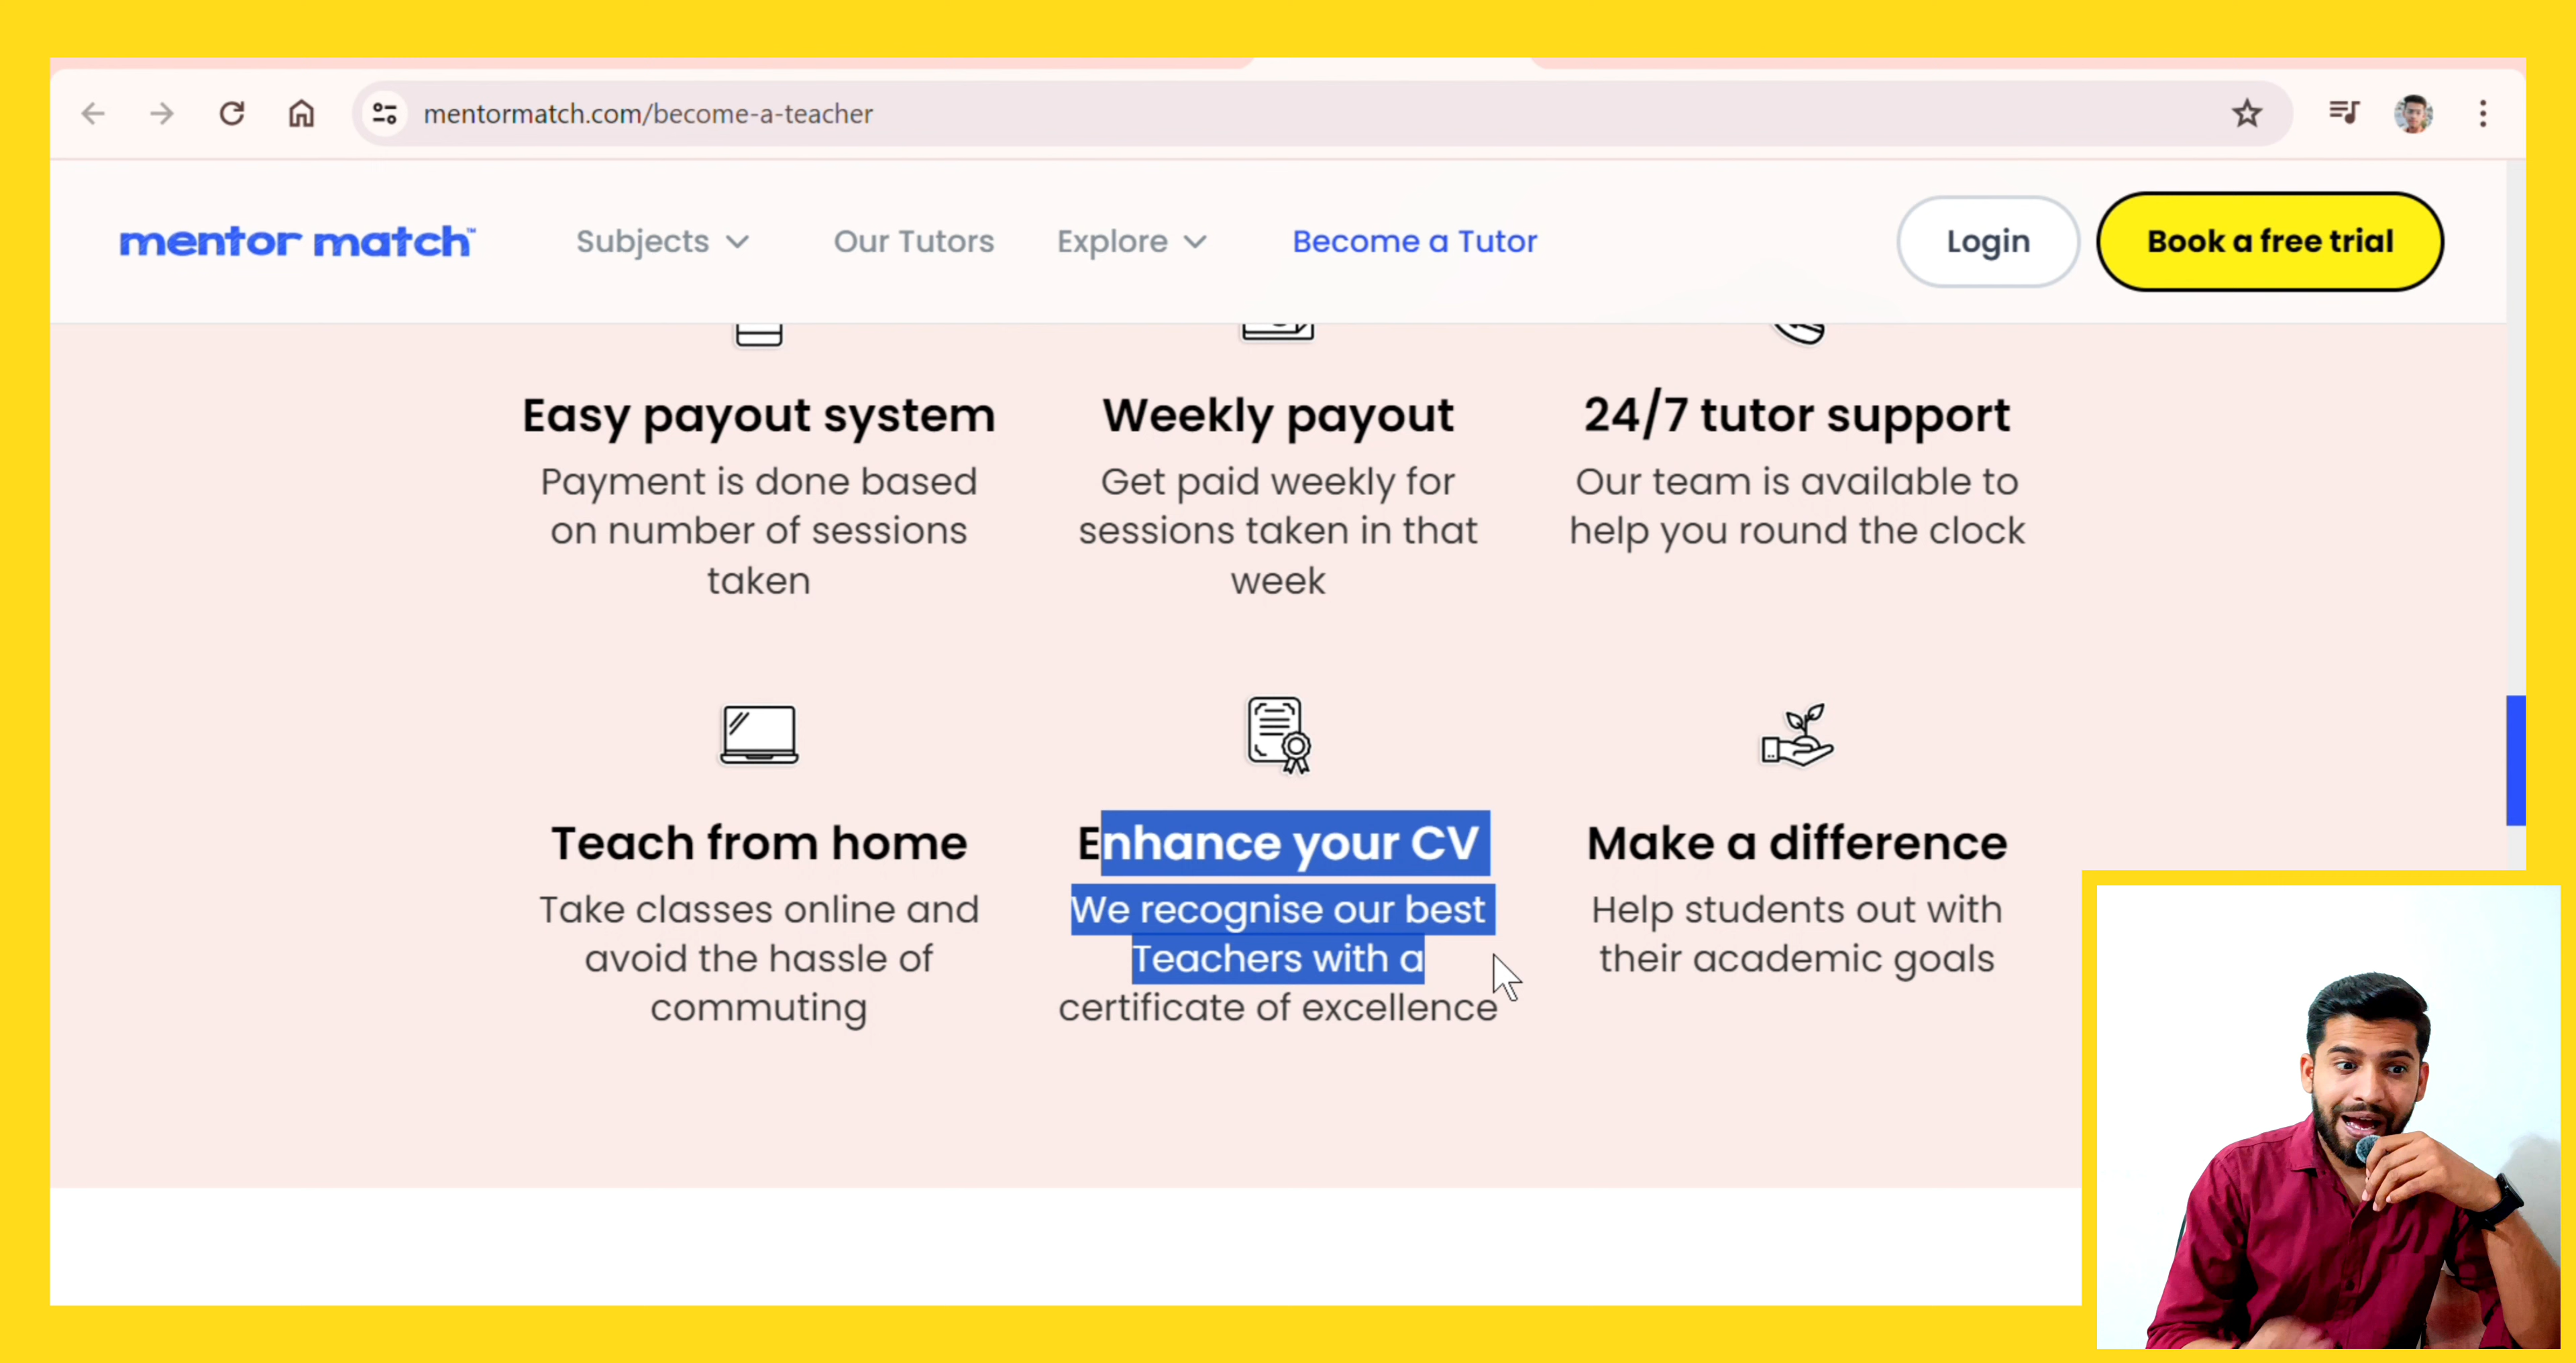 mentormatch.com/become-a-teacher
mentor match™
Subjects
Our Tutors
Explore
Become a Tutor
Login
Book a free trial
Easy payout system
Payment is done based
on number of sessions
taken
Weekly payout
Get paid weekly for
sessions taken in that
week
24/7 tutor support
Our team is available to
help you round the clock
Teach from home
Take classes online and
avoid the hassle of
commuting
Enhance your CV
We recognise our best
Teachers with a
certificate of excellence
Make a difference
Help students out with
their academic goals